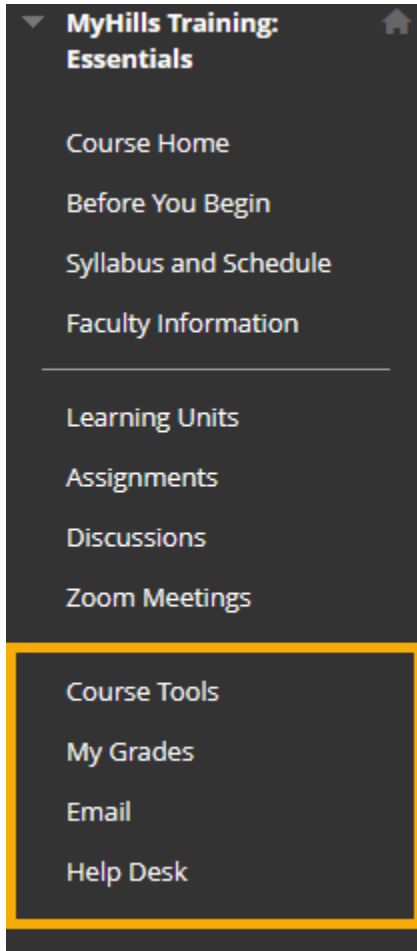 MyHills Training:
Essentials
Course Home
Before You Begin
Syllabus and Schedule
Faculty Information
Learning Units
Assignments
Discussions
Zoom Meetings
Course Tools
My Grades
Email
Help Desk